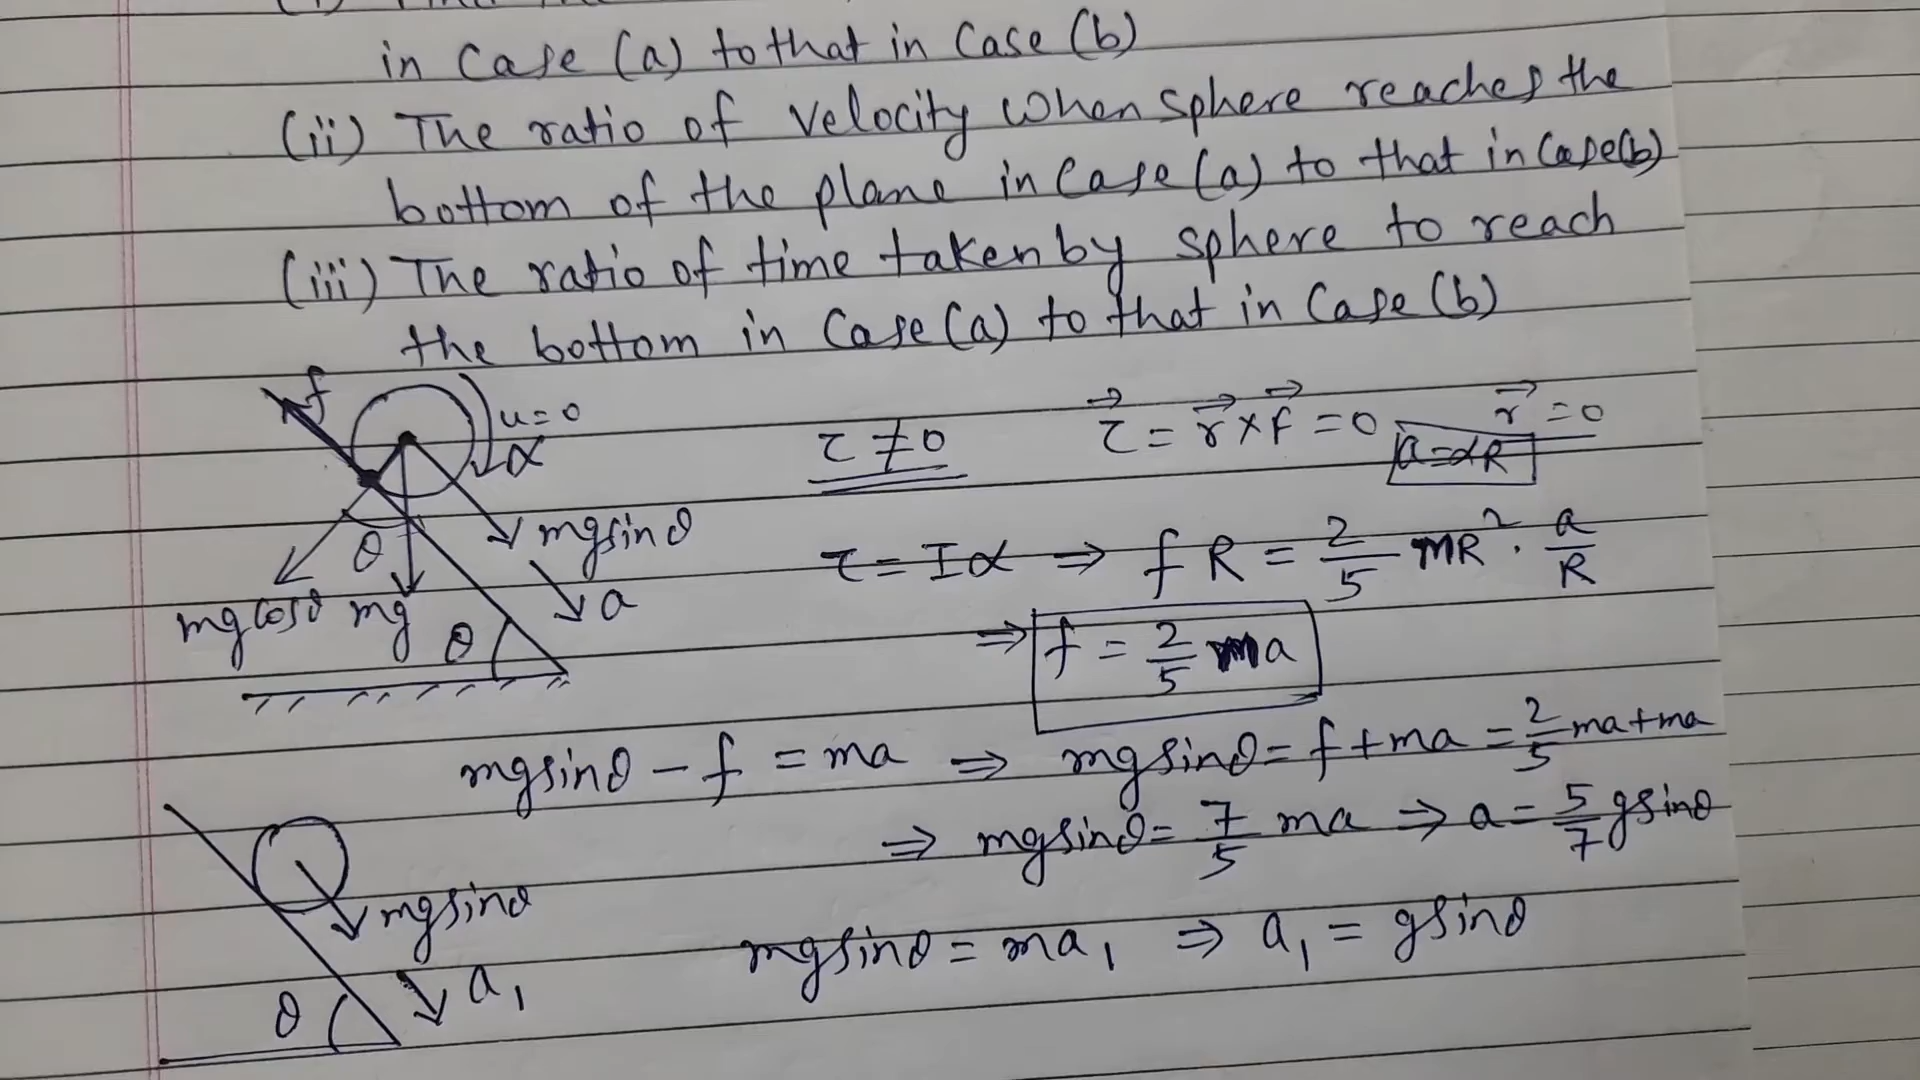 in Case (a) to that in Case (b)
(ii) The ratio of velocity when sphere reaches the
bottom of the plane in Case (a) to that in Case(b)
(iii) The ratio of time taken by sphere to reach
the bottom in Case (a) to that in Case (b)
f u=0 α
τ ≠ 0
τ⃗ = r⃗ × F⃗ = 0 r⃗ = 0
a=αR
mg sinθ
θ
a
mg cosθ mg θ
τ = Iα ⇒ f R = 2/5 MR² · a/R
⇒ f = 2/5 ma
mg sinθ − f = ma ⇒ mg sinθ = f + ma = 2/5 ma + ma
⇒ mg sinθ = 7/5 ma ⇒ a = 5/7 g sinθ
mg sinθ
mg sinθ = ma₁ ⇒ a₁ = g sinθ
θ a₁